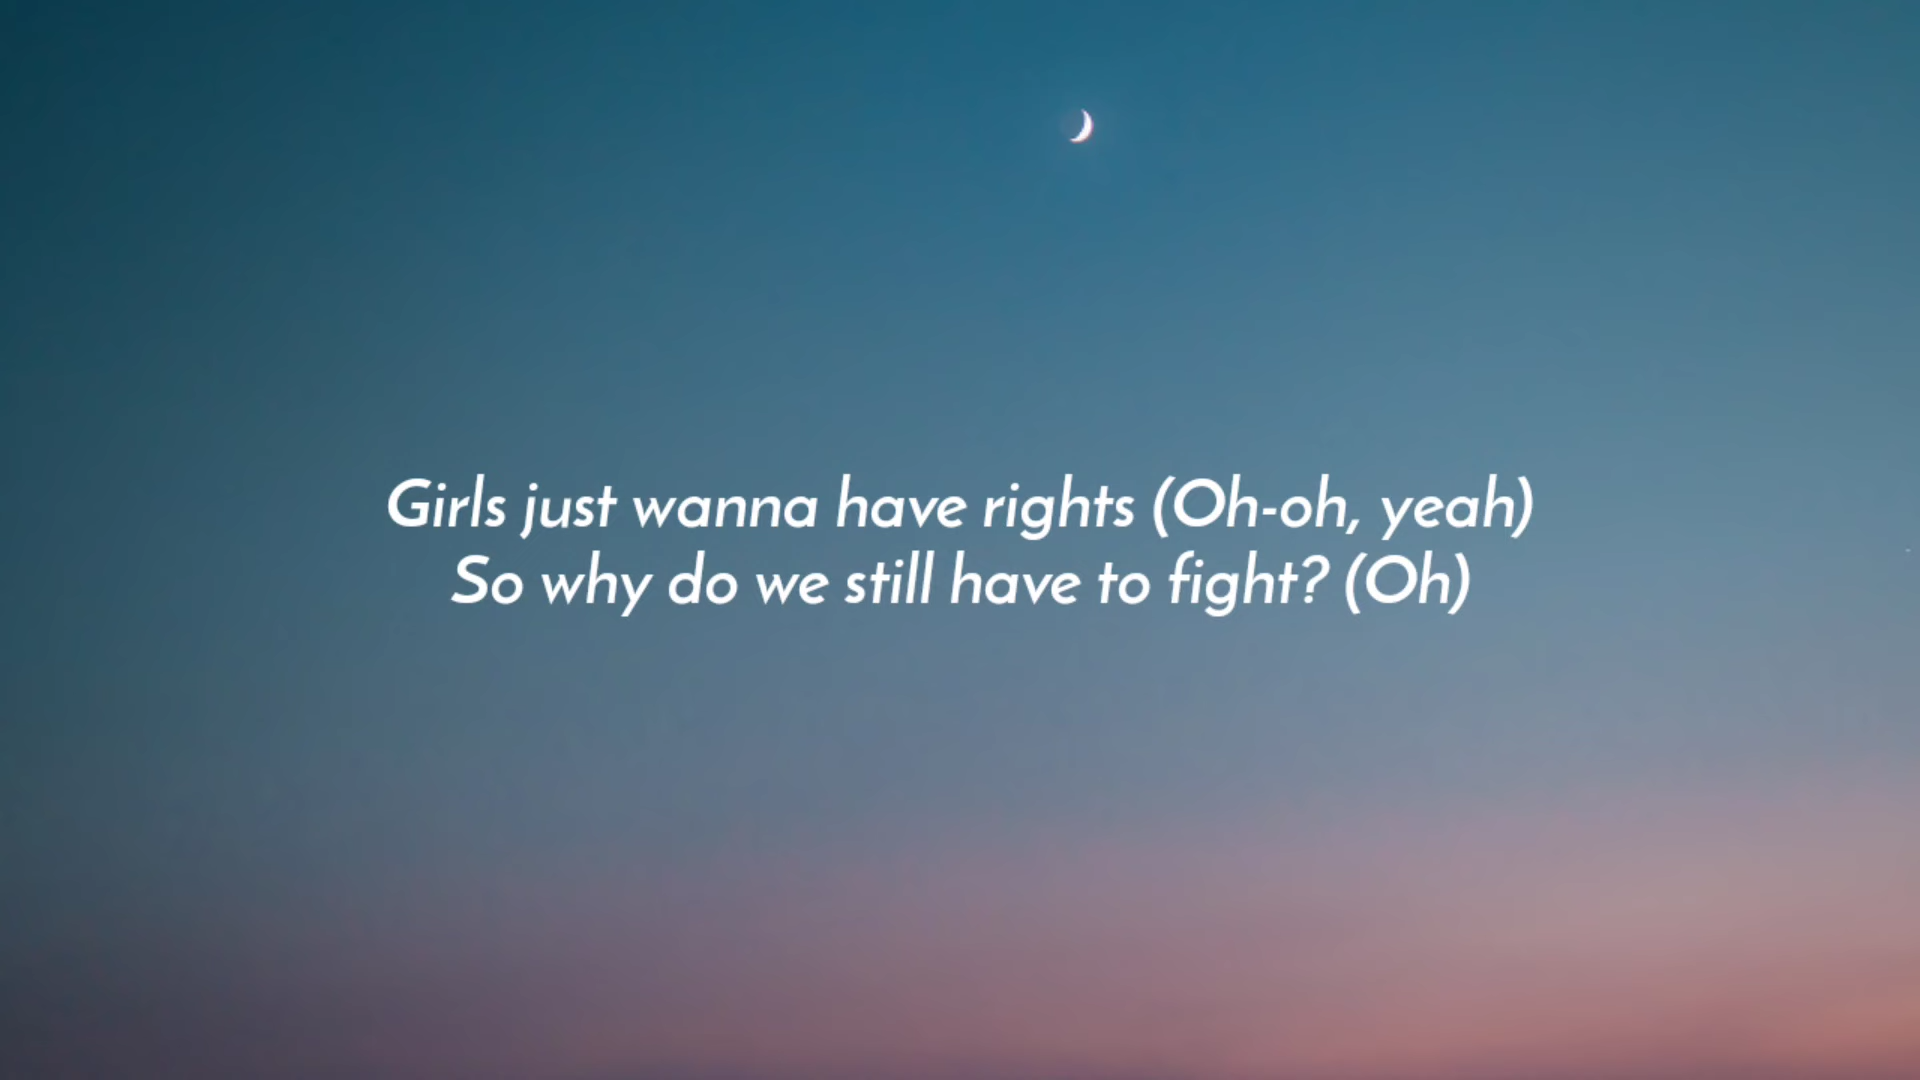 Girls just wanna have rights (Oh-oh, yeah)
So why do we still have to fight? (Oh)